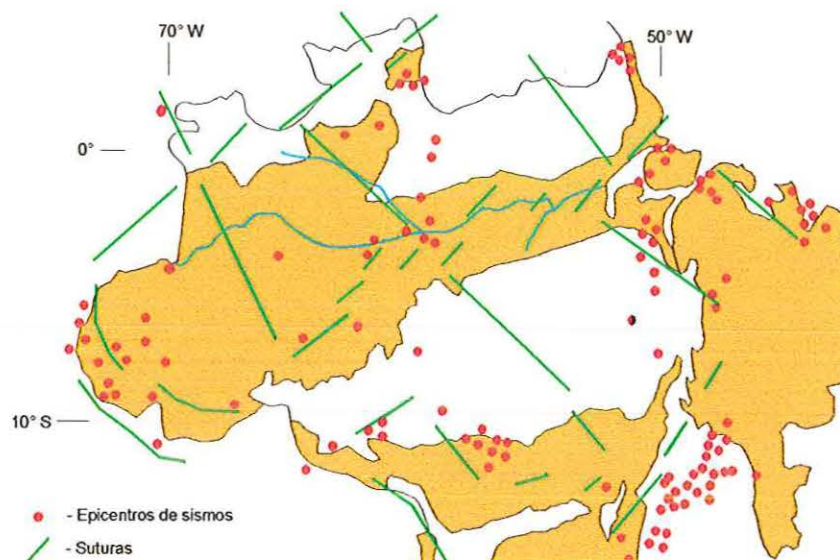 70° W
50° W
0°
10° S
- Epicentros de sismos
- Suturas